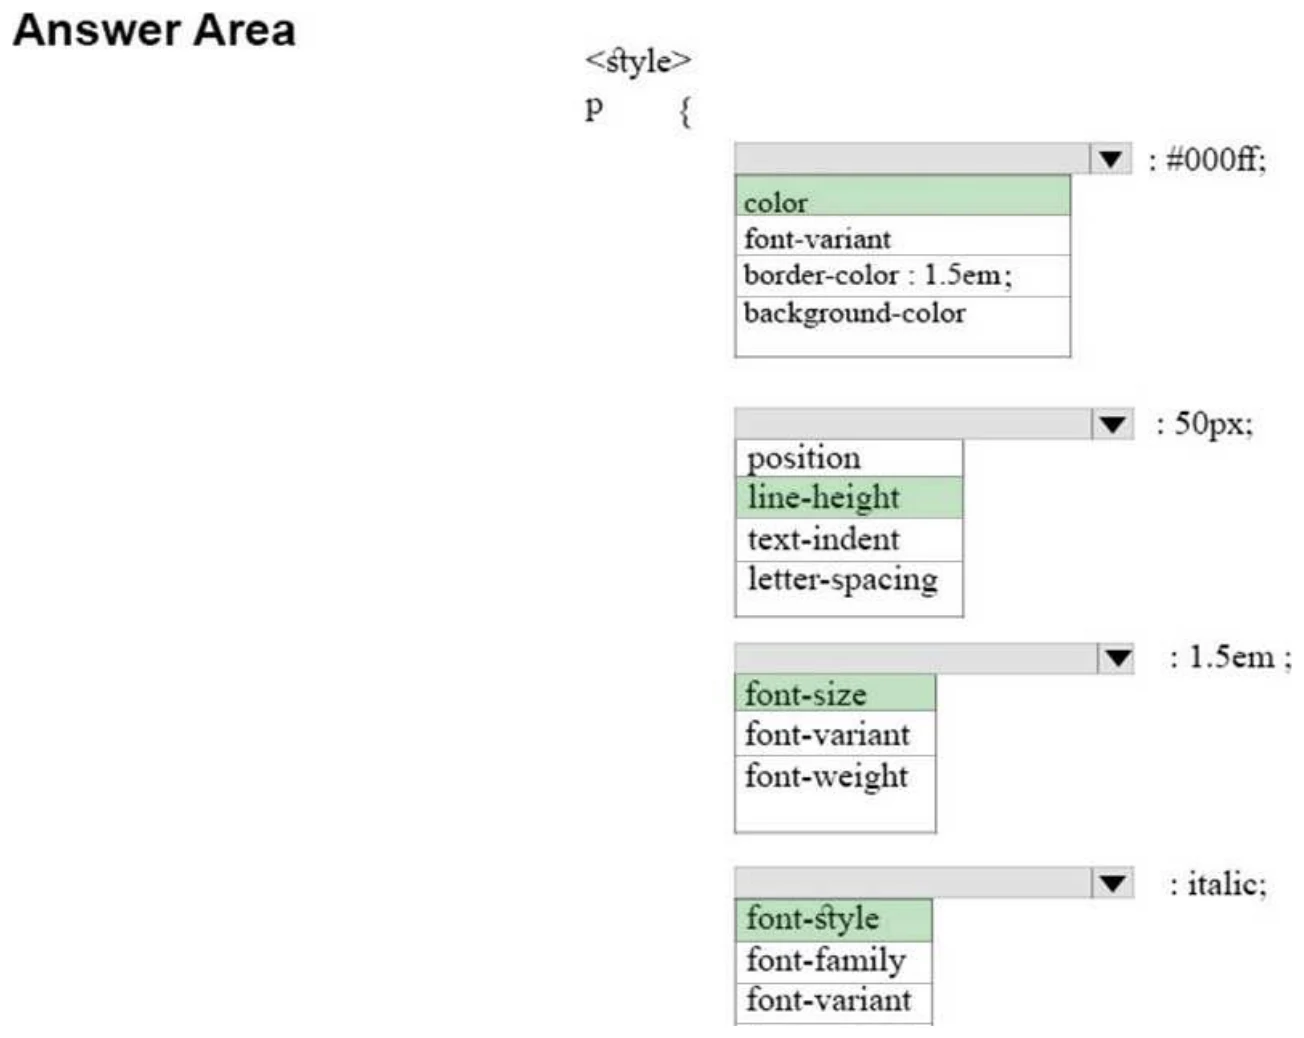 Answer Area
<style>
p {
: #000ff;
color
font-variant
border-color : 1.5em;
background-color
: 50px;
position
line-height
text-indent
letter-spacing
: 1.5em ;
font-size
font-variant
font-weight
: italic;
font-style
font-family
font-variant